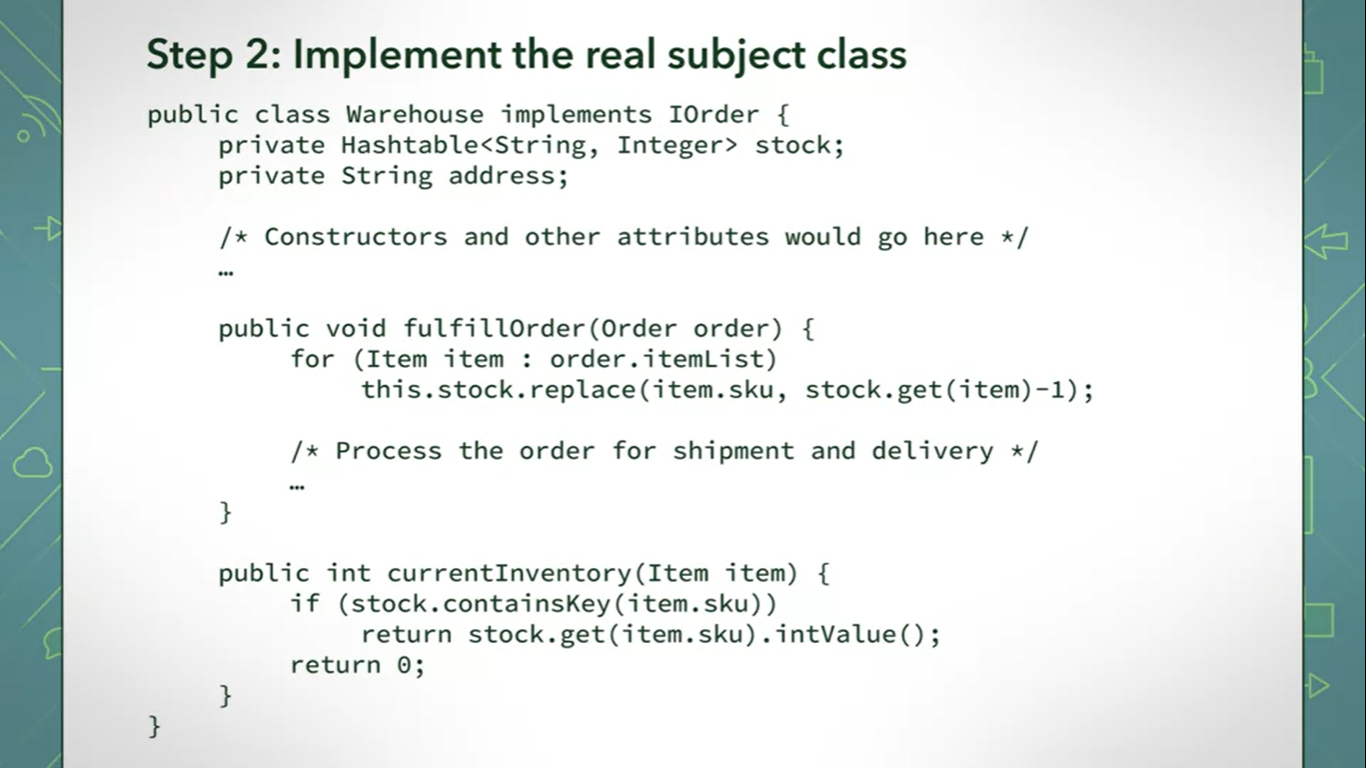 Step 2: Implement the real subject class
public class Warehouse implements IOrder {
private Hashtable<String, Integer> stock;
private String address;
/* Constructors and other attributes would go here */
…
public void fulfillOrder(Order order) {
for (Item item : order.itemList)
this.stock.replace(item.sku, stock.get(item)-1);
/* Process the order for shipment and delivery */
…
}
public int currentInventory(Item item) {
if (stock.containsKey(item.sku))
return stock.get(item.sku).intValue();
return 0;
}
}